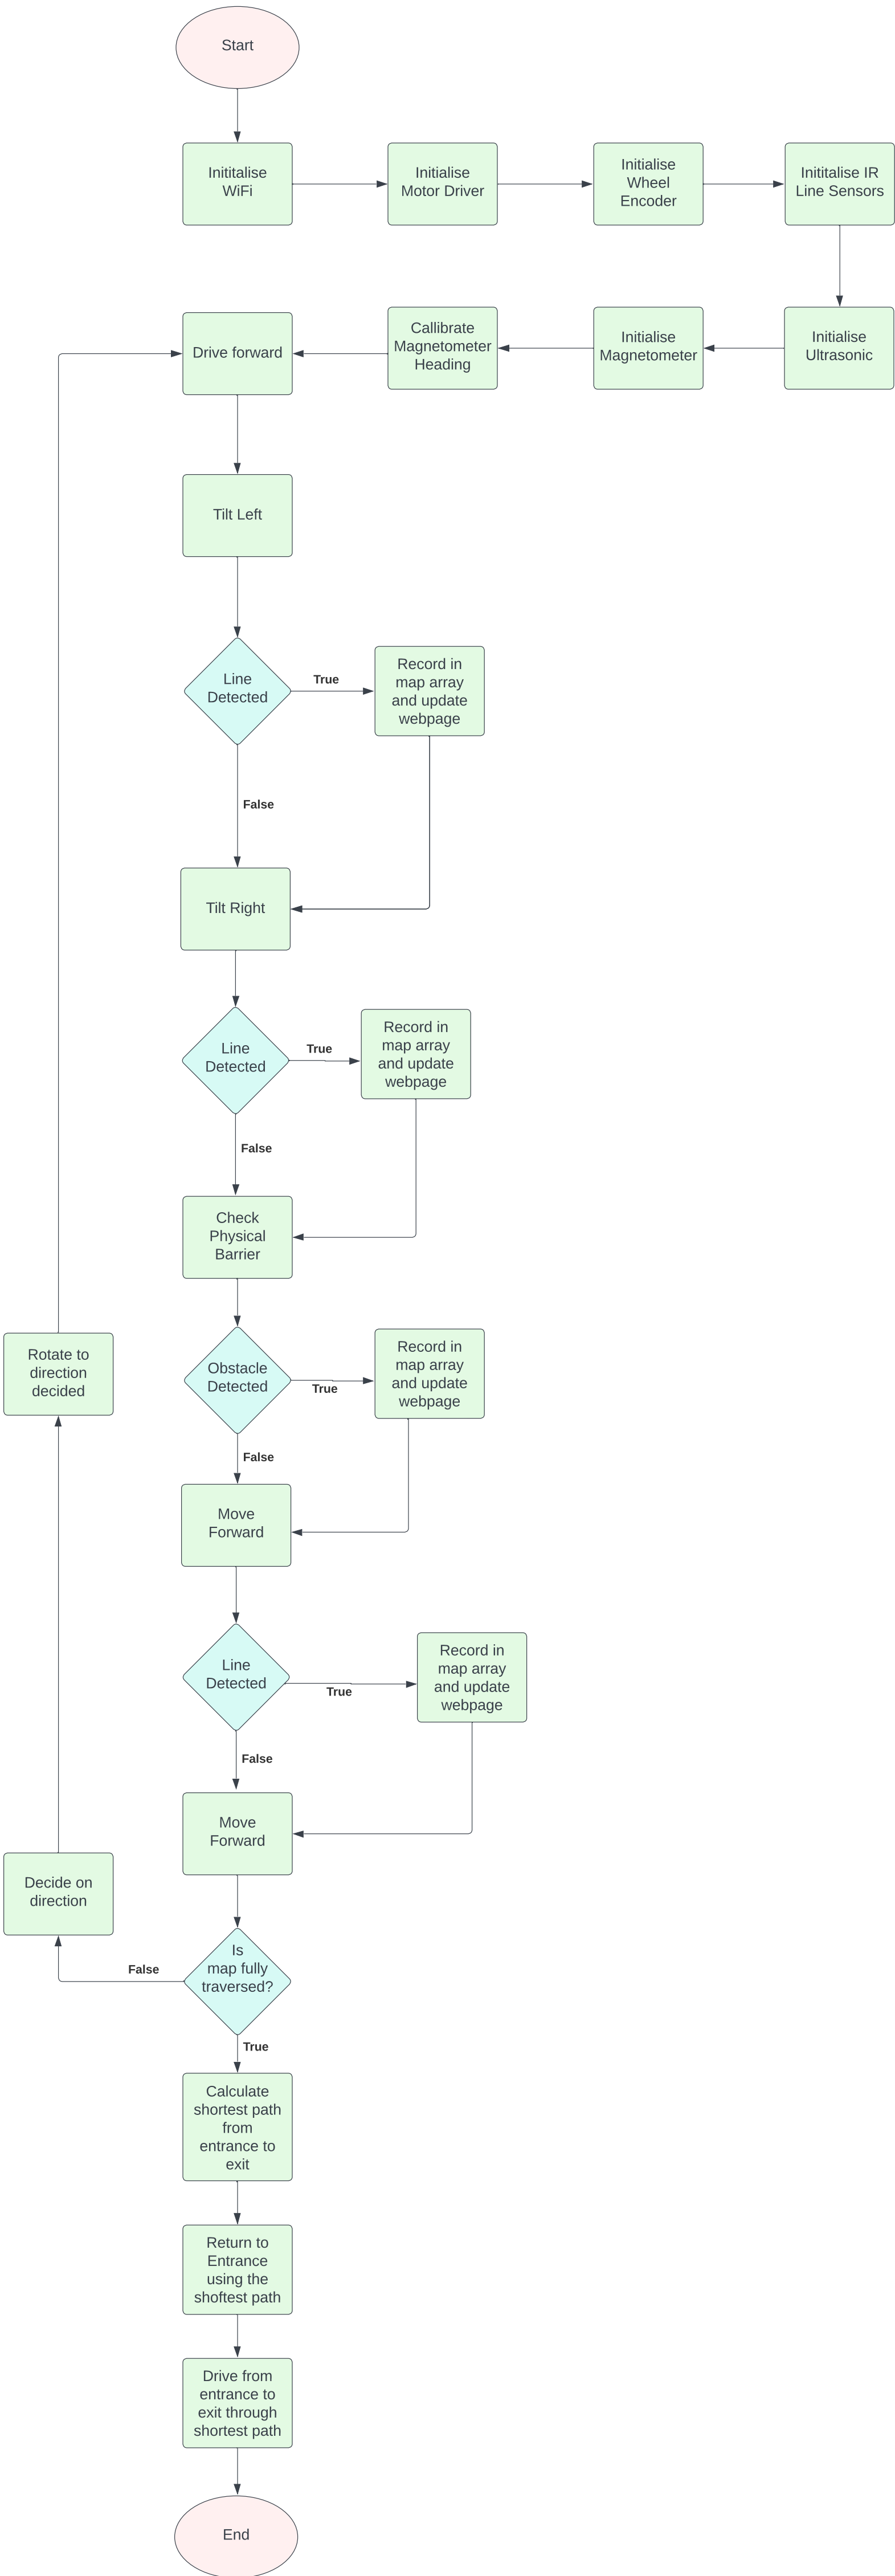 Start
Inititalise
WiFi
Initialise
Motor Driver
Initialise
Wheel
Encoder
Inititalise IR
Line Sensors
Drive forward
Callibrate
Magnetometer
Heading
Initialise
Magnetometer
Initialise
Ultrasonic
Tilt Left
Line
Detected
True
Record in
map array
and update
webpage
False
Tilt Right
Line
Detected
True
Record in
map array
and update
webpage
False
Check
Physical
Barrier
Rotate to
direction
decided
Obstacle
Detected
True
Record in
map array
and update
webpage
False
Move
Forward
Line
Detected
True
Record in
map array
and update
webpage
False
Move
Forward
Decide on
direction
Is
map fully
traversed?
False
True
Calculate
shortest path
from
entrance to
exit
Return to
Entrance
using the
shoftest path
Drive from
entrance to
exit through
shortest path
End